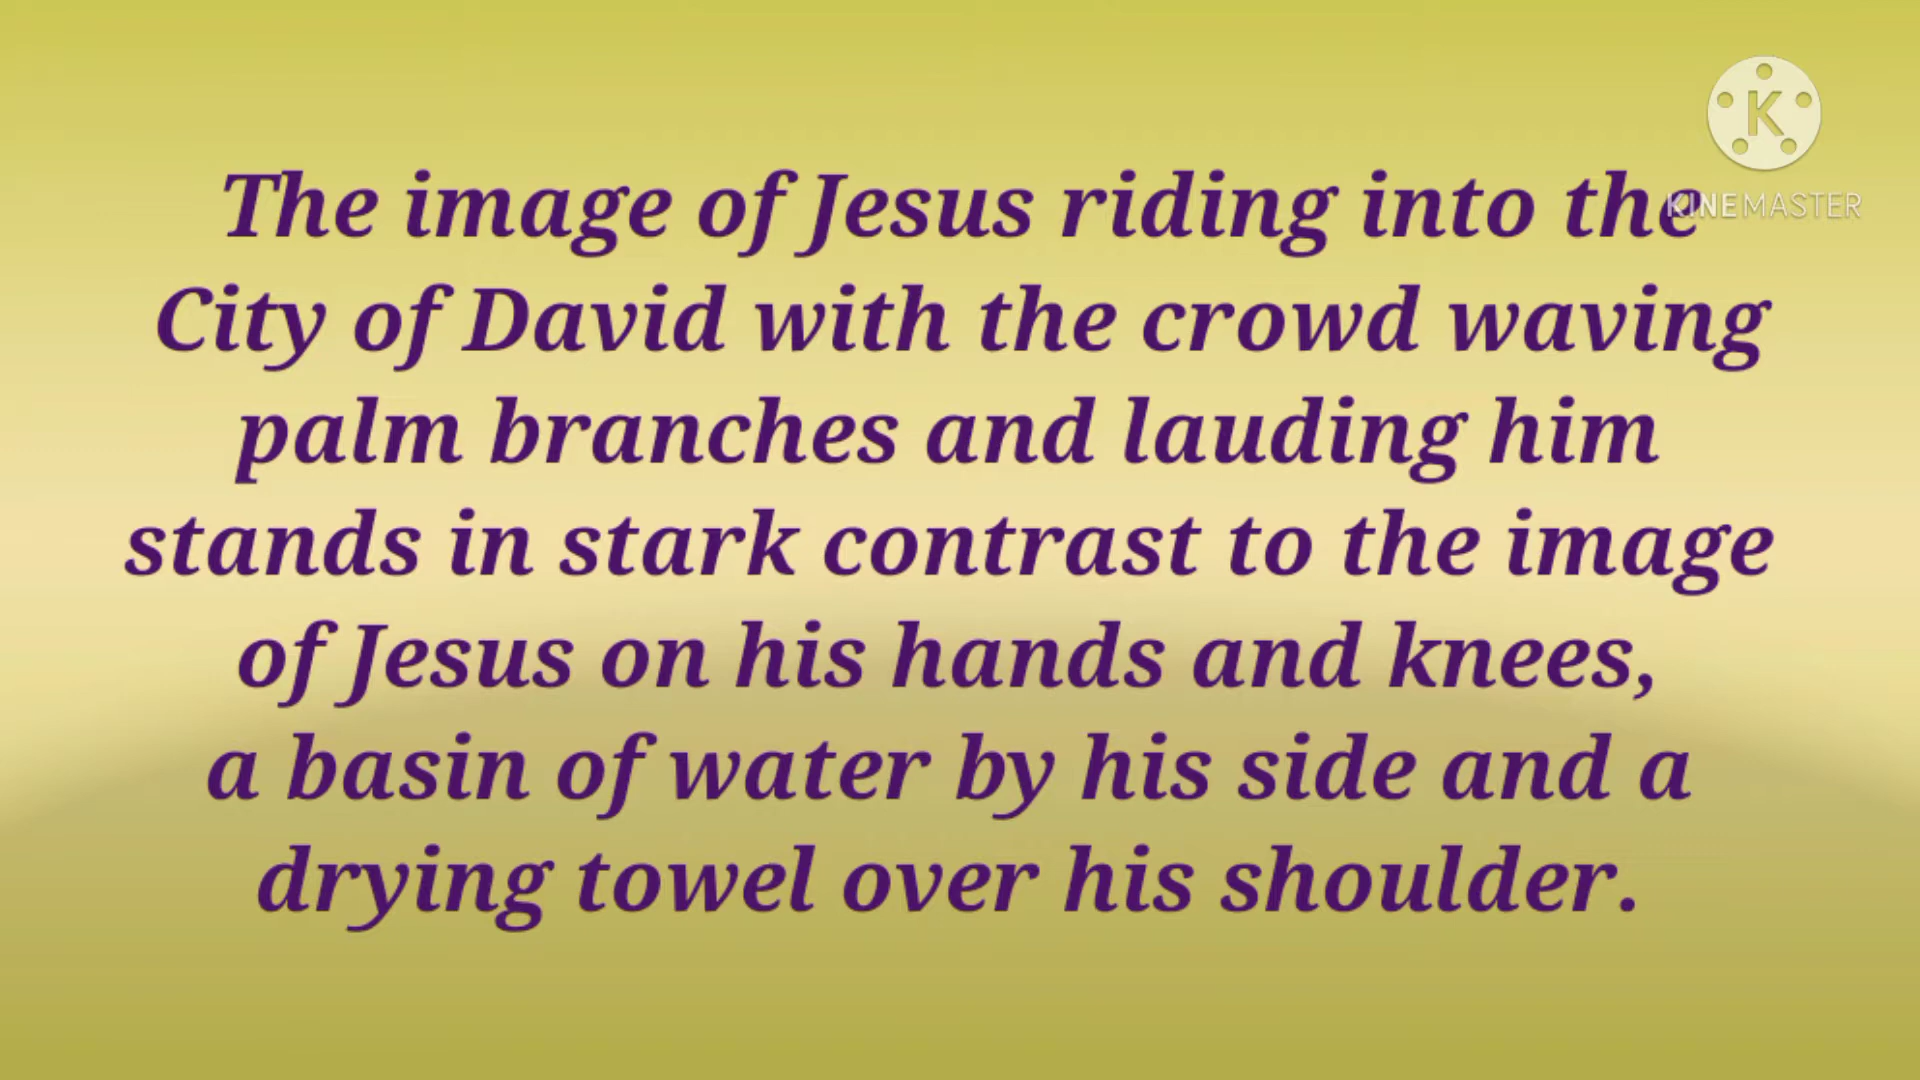 K
KINEMASTER
The image of Jesus riding into the
City of David with the crowd waving
palm branches and lauding him
stands in stark contrast to the image
of Jesus on his hands and knees,
a basin of water by his side and a
drying towel over his shoulder.